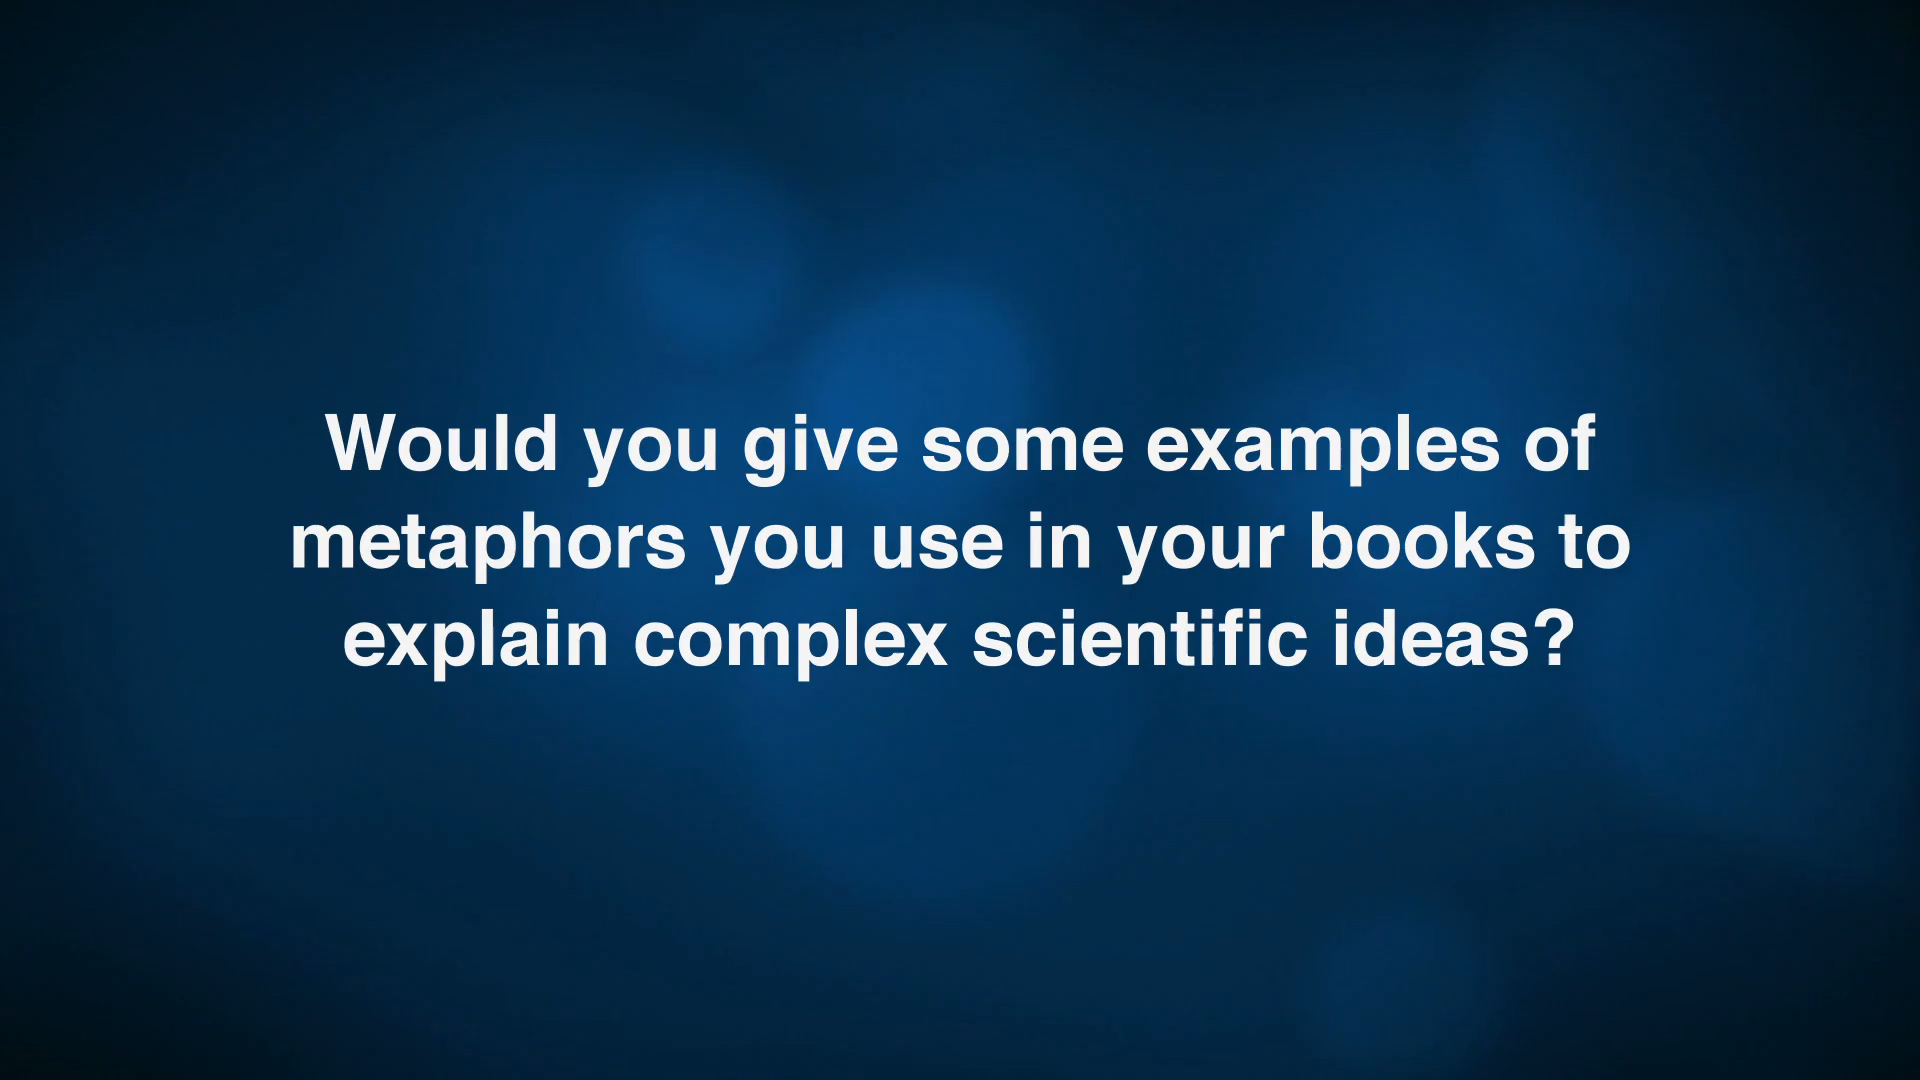 Would you give some examples of
metaphors you use in your books to
explain complex scientific ideas?